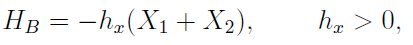 H_B = −h_x(X_1 + X_2), h_x > 0,